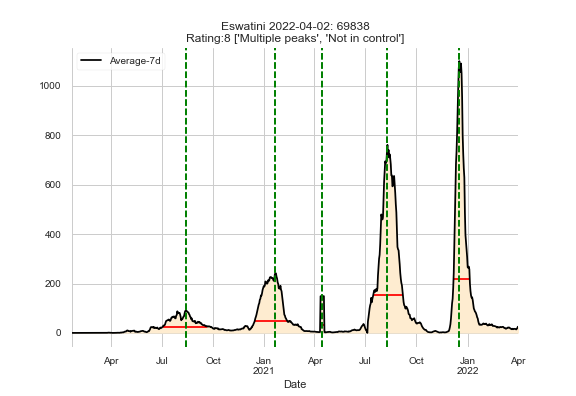 Eswatini 2022-04-02: 69838
Rating:8 ['Multiple peaks', 'Not in control']
Average-7d
1000
800
600
400
200
0
Apr Jul Oct Jan Apr Jul Oct Jan Apr
2021 2022
Date